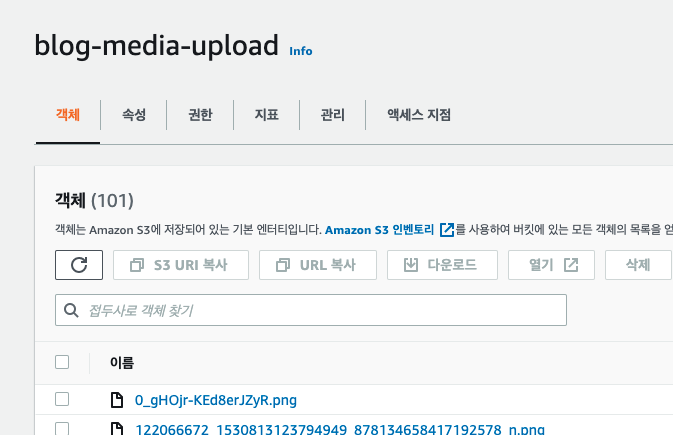 blog-media-upload Info
객체 속성 권한 지표 관리 액세스 지점
객체 (101)
객체는 Amazon S3에 저장되어 있는 기본 엔터티입니다. Amazon S3 인벤토리 를 사용하여 버킷에 있는 모든 객체의 목록을 얻
S3 URI 복사 URL 복사 다운로드 열기 삭제
접두사로 객체 찾기
이름
0_gHOjr-KEd8erJZyR.png
122066672_1530813123794949_878134658417192578_n.png